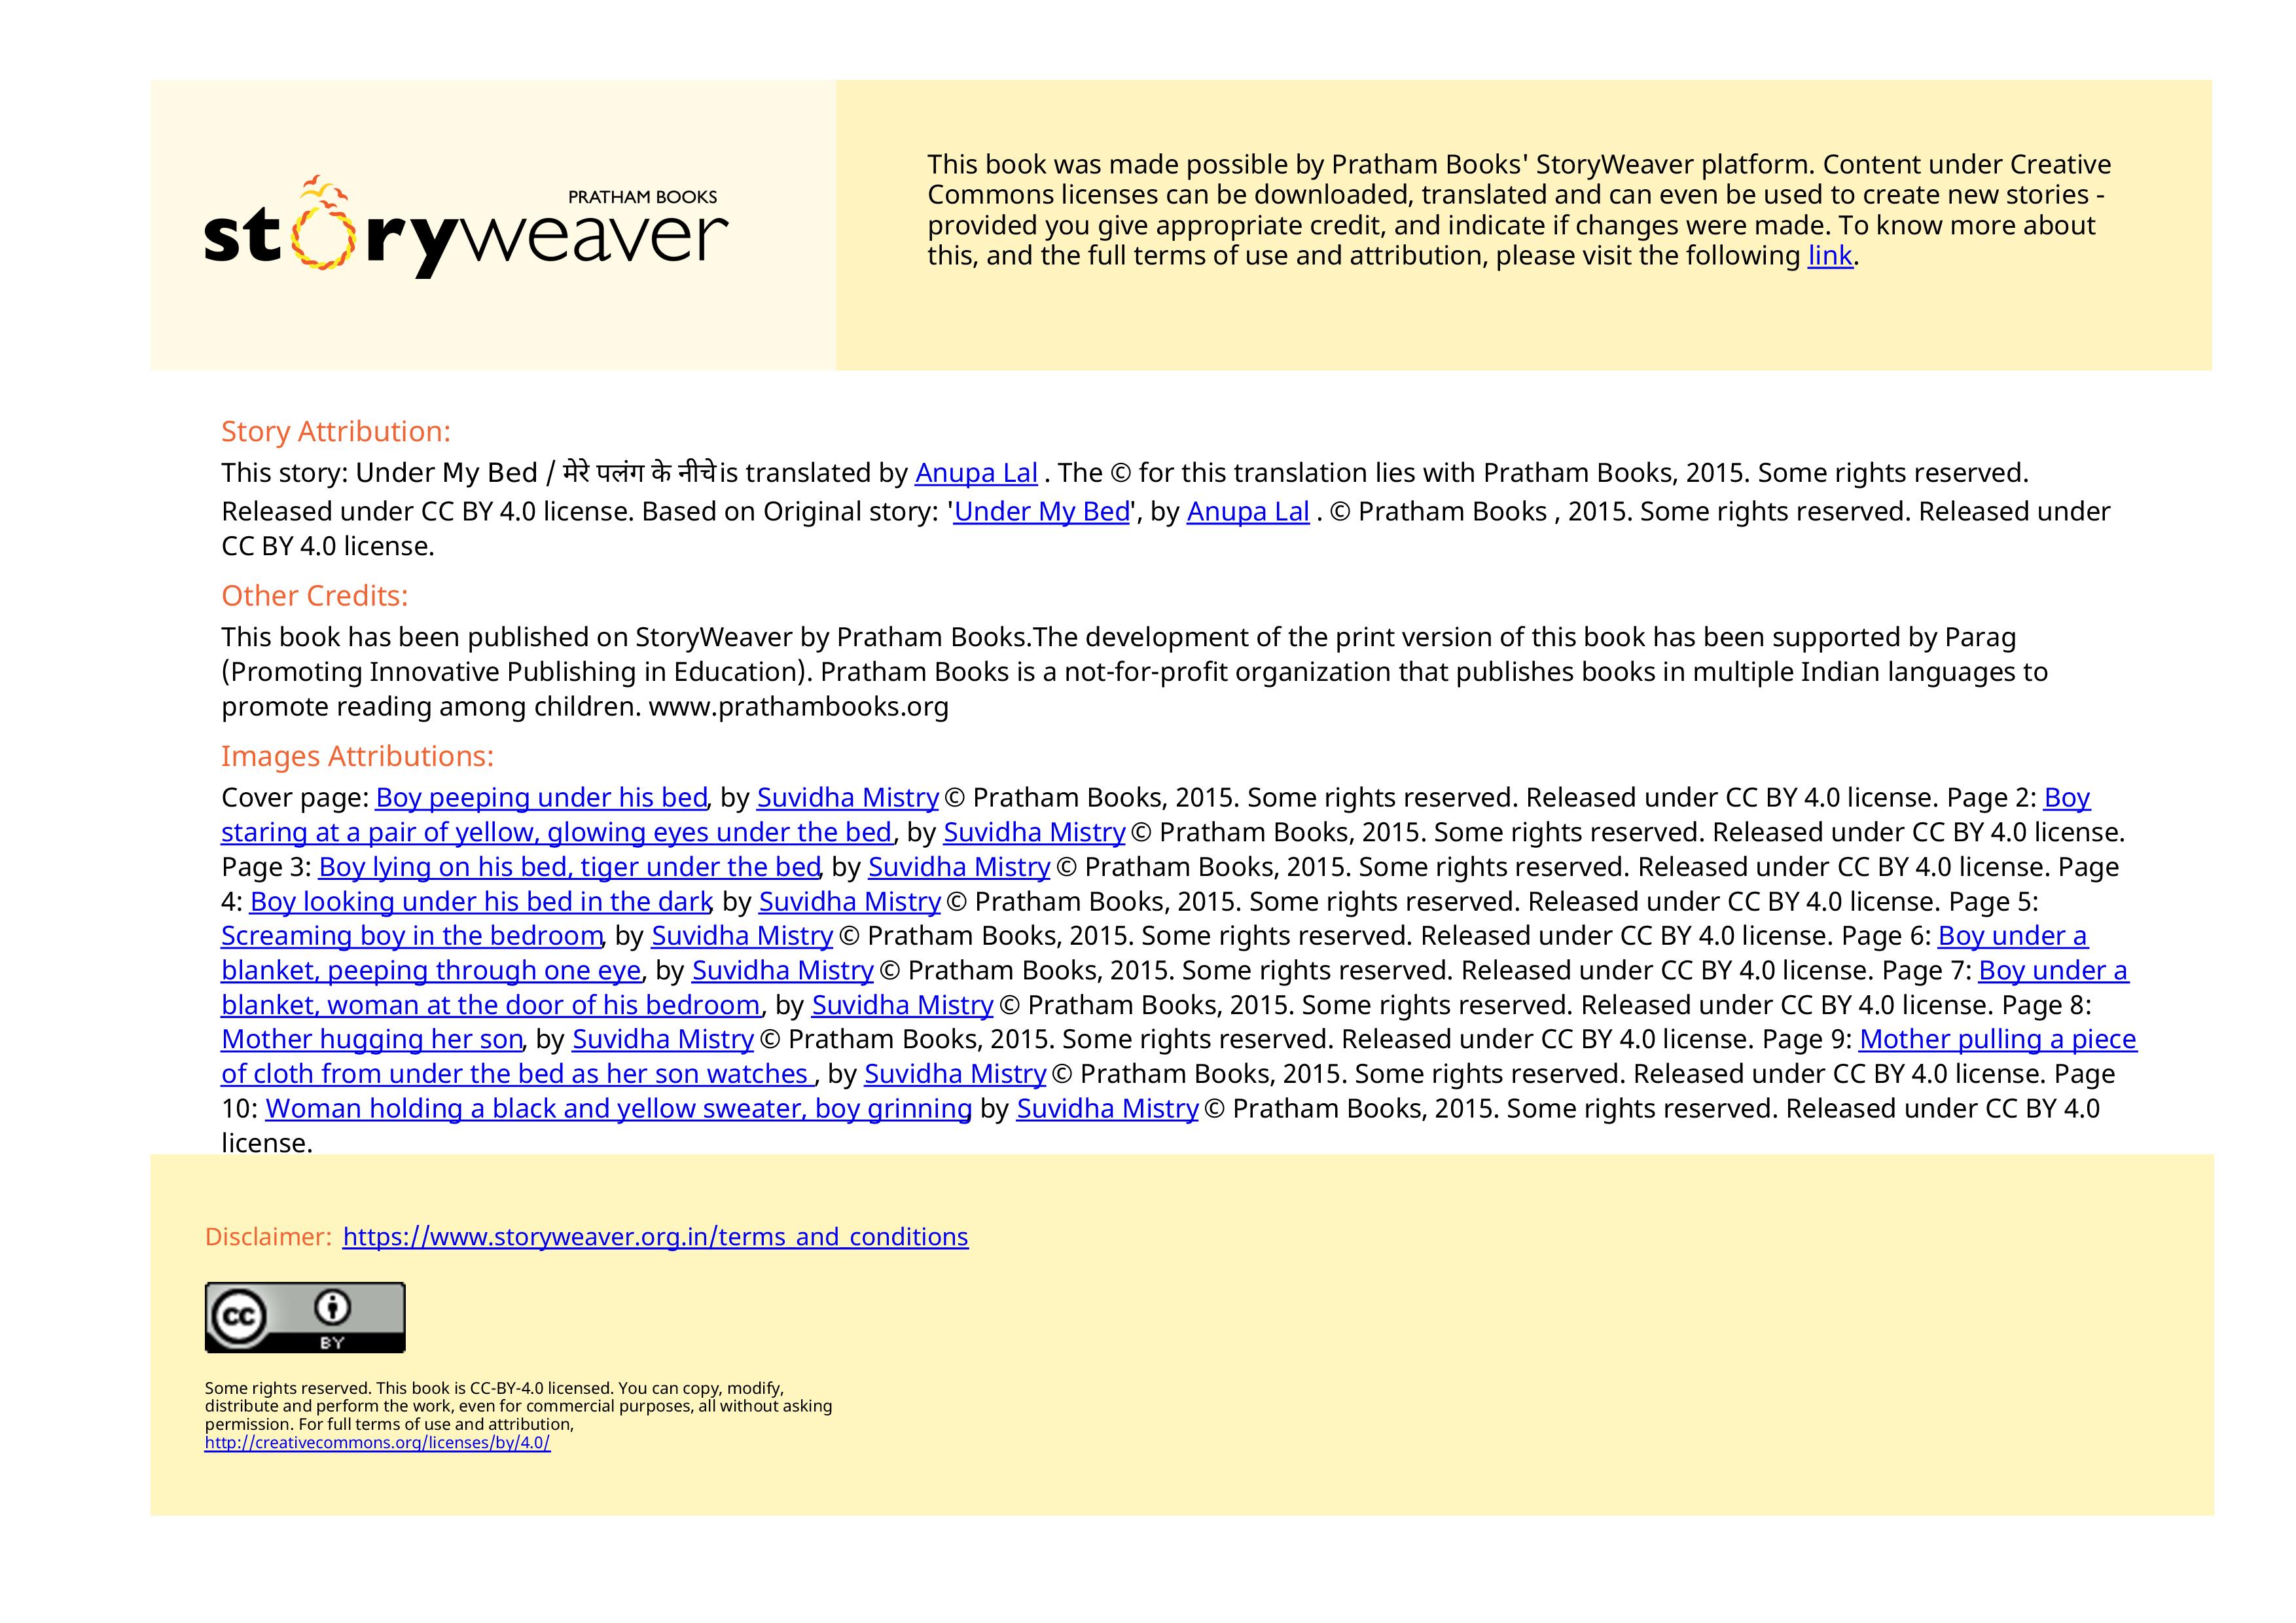 PRATHAM BOOKS
storyweaver
This book was made possible by Pratham Books' StoryWeaver platform. Content under Creative
Commons licenses can be downloaded, translated and can even be used to create new stories -
provided you give appropriate credit, and indicate if changes were made. To know more about
this, and the full terms of use and attribution, please visit the following link.
Story Attribution:
This story: Under My Bed / मेरे पलंग के नीचे is translated by Anupa Lal . The © for this translation lies with Pratham Books, 2015. Some rights reserved.
Released under CC BY 4.0 license. Based on Original story: 'Under My Bed', by Anupa Lal . © Pratham Books , 2015. Some rights reserved. Released under
CC BY 4.0 license.
Other Credits:
This book has been published on StoryWeaver by Pratham Books.The development of the print version of this book has been supported by Parag
(Promoting Innovative Publishing in Education). Pratham Books is a not-for-profit organization that publishes books in multiple Indian languages to
promote reading among children. www.prathambooks.org
Images Attributions:
Cover page: Boy peeping under his bed, by Suvidha Mistry © Pratham Books, 2015. Some rights reserved. Released under CC BY 4.0 license. Page 2: Boy
staring at a pair of yellow, glowing eyes under the bed, by Suvidha Mistry © Pratham Books, 2015. Some rights reserved. Released under CC BY 4.0 license.
Page 3: Boy lying on his bed, tiger under the bed, by Suvidha Mistry © Pratham Books, 2015. Some rights reserved. Released under CC BY 4.0 license. Page
4: Boy looking under his bed in the dark, by Suvidha Mistry © Pratham Books, 2015. Some rights reserved. Released under CC BY 4.0 license. Page 5:
Screaming boy in the bedroom, by Suvidha Mistry © Pratham Books, 2015. Some rights reserved. Released under CC BY 4.0 license. Page 6: Boy under a
blanket, peeping through one eye, by Suvidha Mistry © Pratham Books, 2015. Some rights reserved. Released under CC BY 4.0 license. Page 7: Boy under a
blanket, woman at the door of his bedroom, by Suvidha Mistry © Pratham Books, 2015. Some rights reserved. Released under CC BY 4.0 license. Page 8:
Mother hugging her son, by Suvidha Mistry © Pratham Books, 2015. Some rights reserved. Released under CC BY 4.0 license. Page 9: Mother pulling a piece
of cloth from under the bed as her son watches , by Suvidha Mistry © Pratham Books, 2015. Some rights reserved. Released under CC BY 4.0 license. Page
10: Woman holding a black and yellow sweater, boy grinning, by Suvidha Mistry © Pratham Books, 2015. Some rights reserved. Released under CC BY 4.0
license.
Disclaimer: https://www.storyweaver.org.in/terms_and_conditions
cc
BY
Some rights reserved. This book is CC-BY-4.0 licensed. You can copy, modify,
distribute and perform the work, even for commercial purposes, all without asking
permission. For full terms of use and attribution,
http://creativecommons.org/licenses/by/4.0/